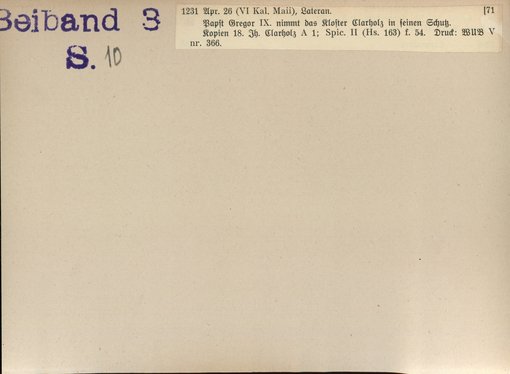 Beiband 3
S. 10
1231 Apr. 26 (VI Kal. Maii), Lateran. [71
Papst Gregor IX. nimmt das Kloster Clarholz in seinen Schutz.
Kopien 18. Jh. Clarholz A 1; Spic. II (Hs. 163) f. 54. Druck: WUB V
nr. 366.